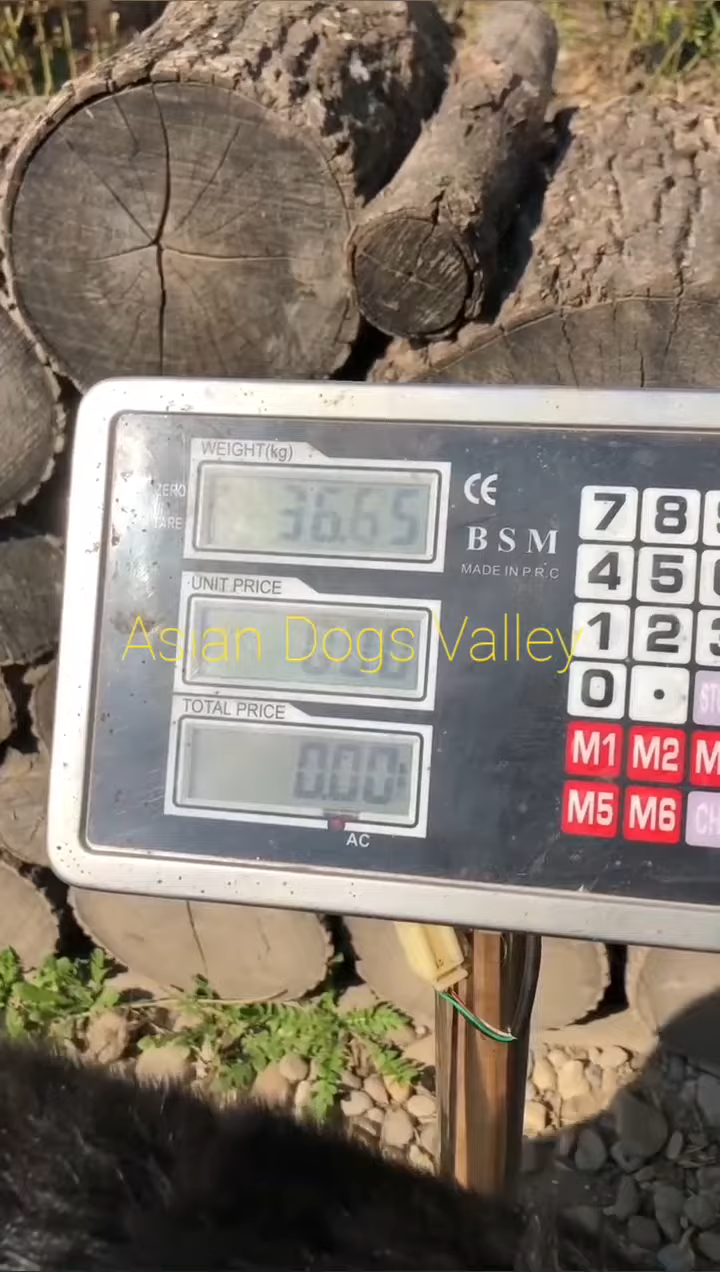 WEIGHT(kg)
ZERO
TARE
36.65
CE
BSM
MADE IN P.R.C
UNIT PRICE
Asian Dogs Valley
TOTAL PRICE
0.00
AC
7 8
4 5
1 2 3
0 .
M1 M2
M5 M6